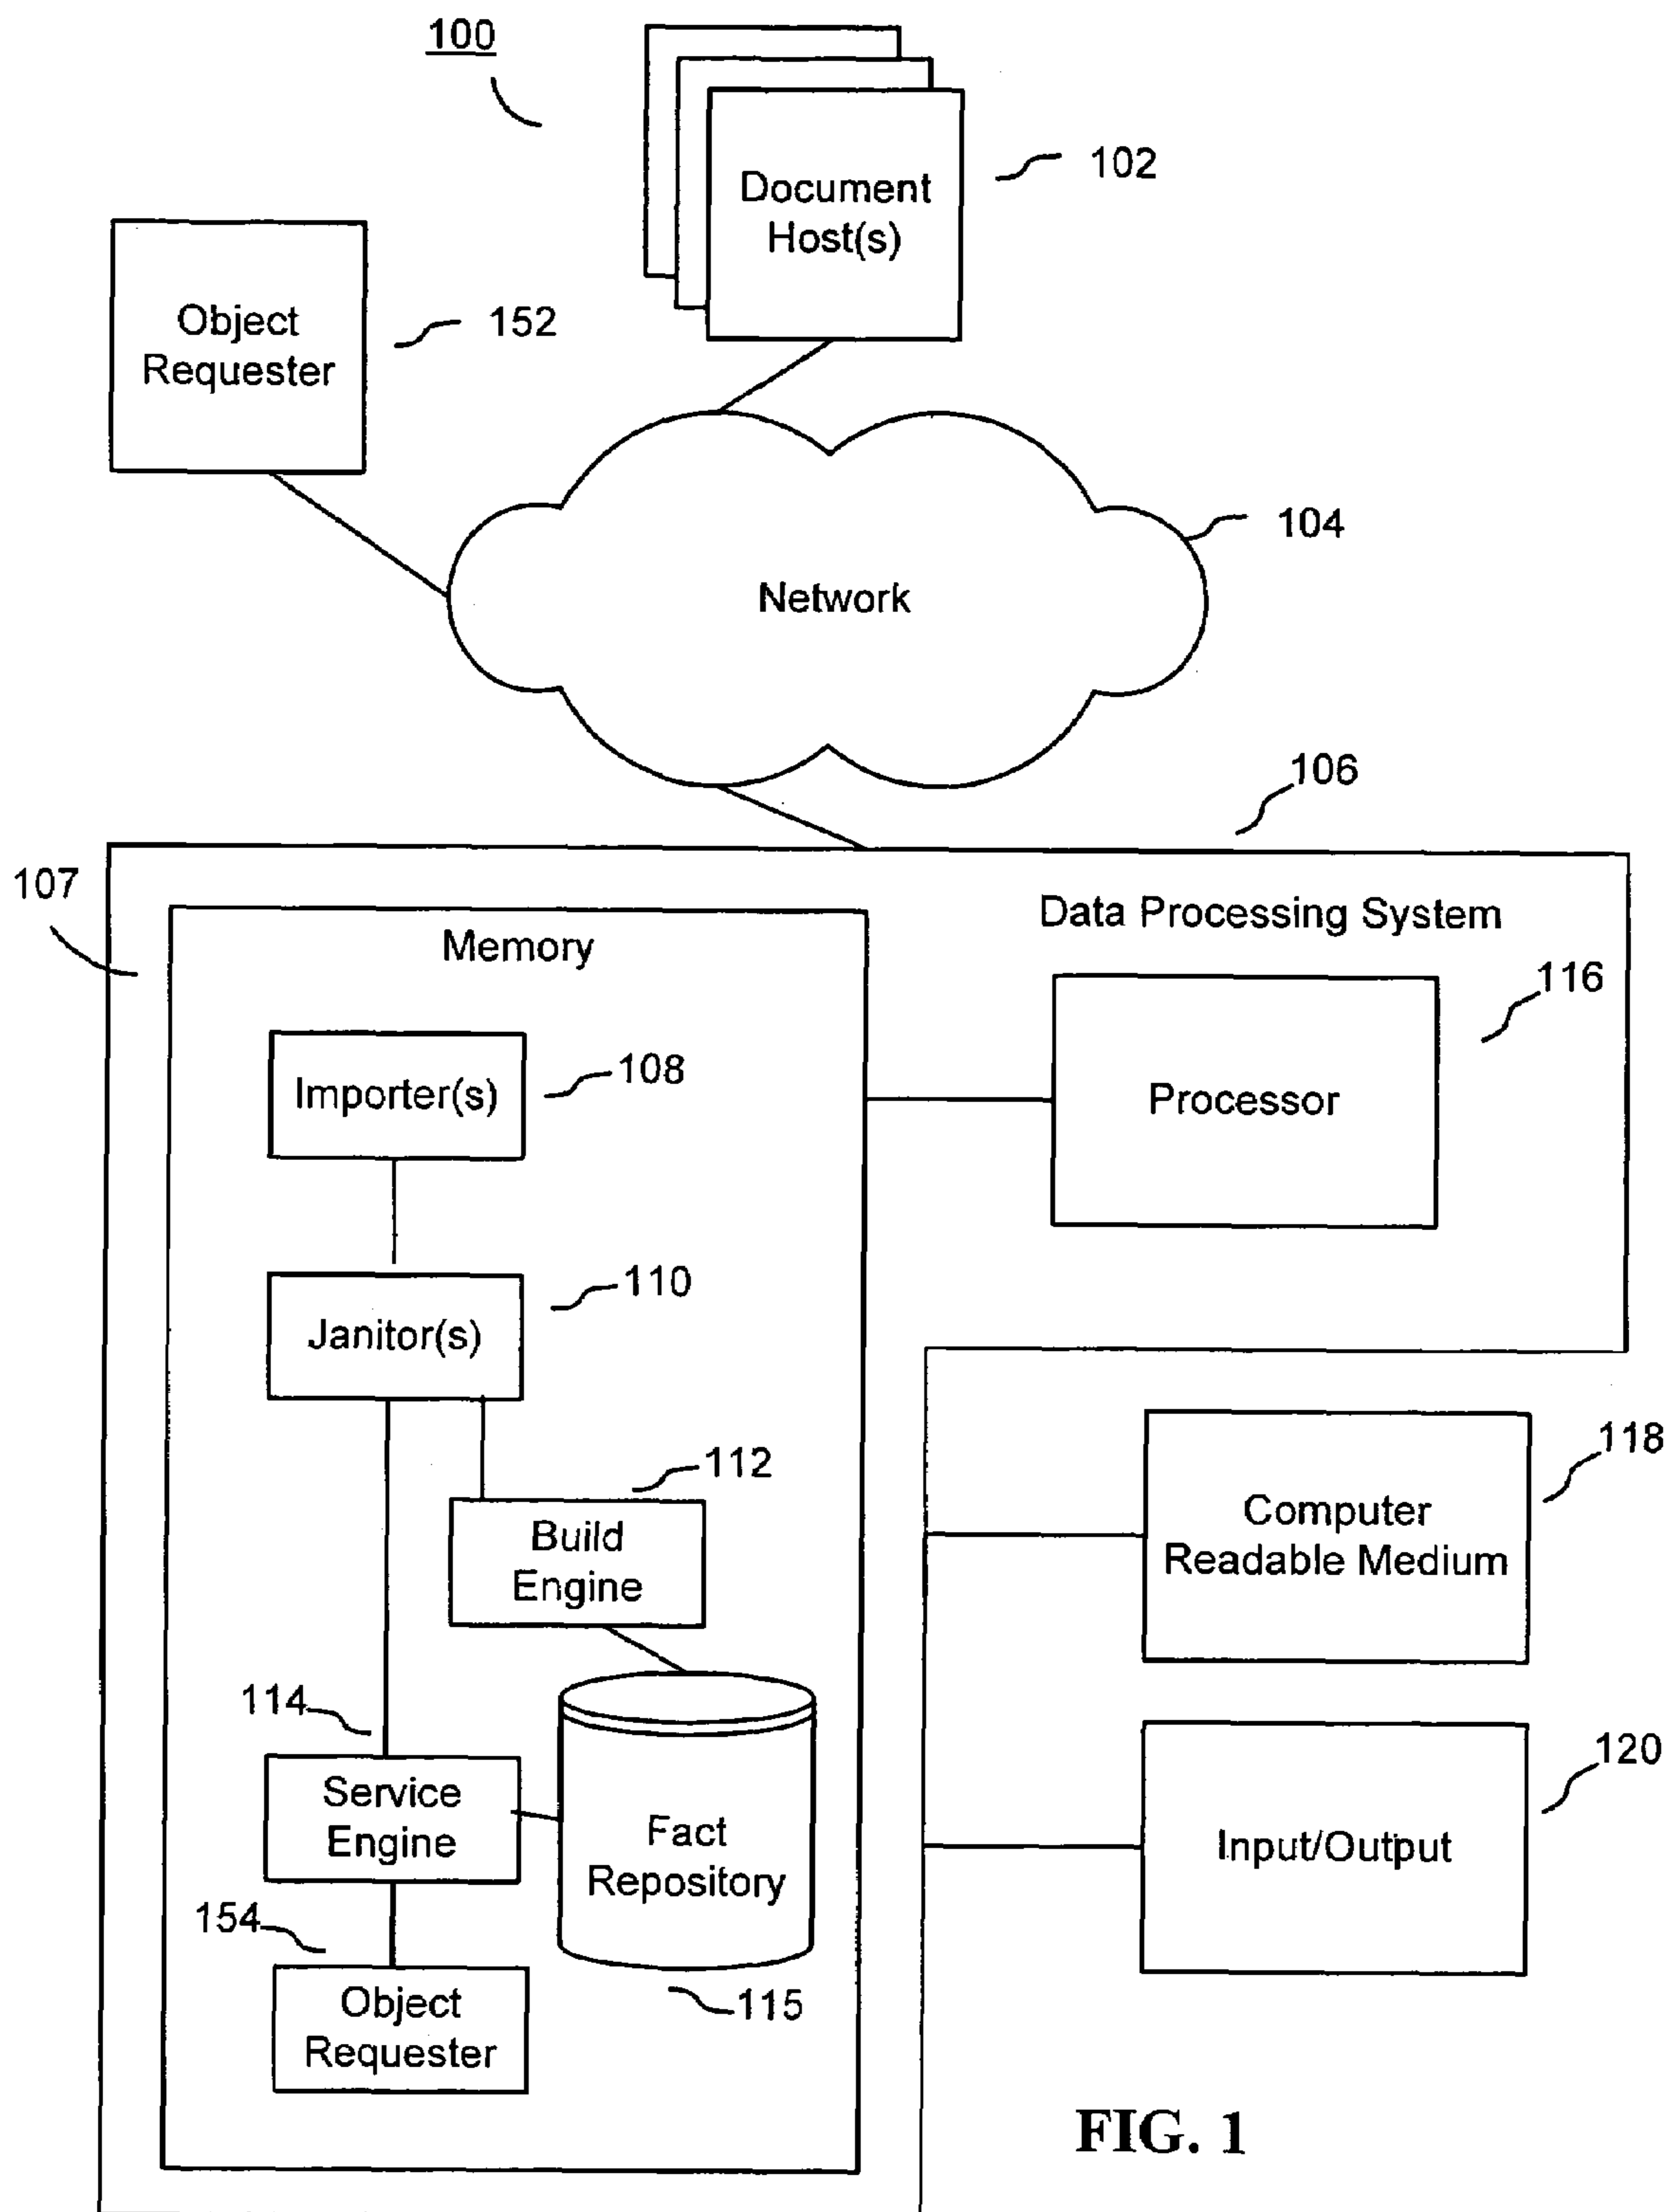 100
Document
Host(s)
102
Object
Requester
152
104
Network
106
107
Data Processing System
Memory
116
Processor
Importer(s)
108
Janitor(s)
110
112
Build
Engine
118
Computer
Readable Medium
114
Service
Engine
Fact
Repository
120
Input/Output
154
115
Object
Requester
FIG. 1